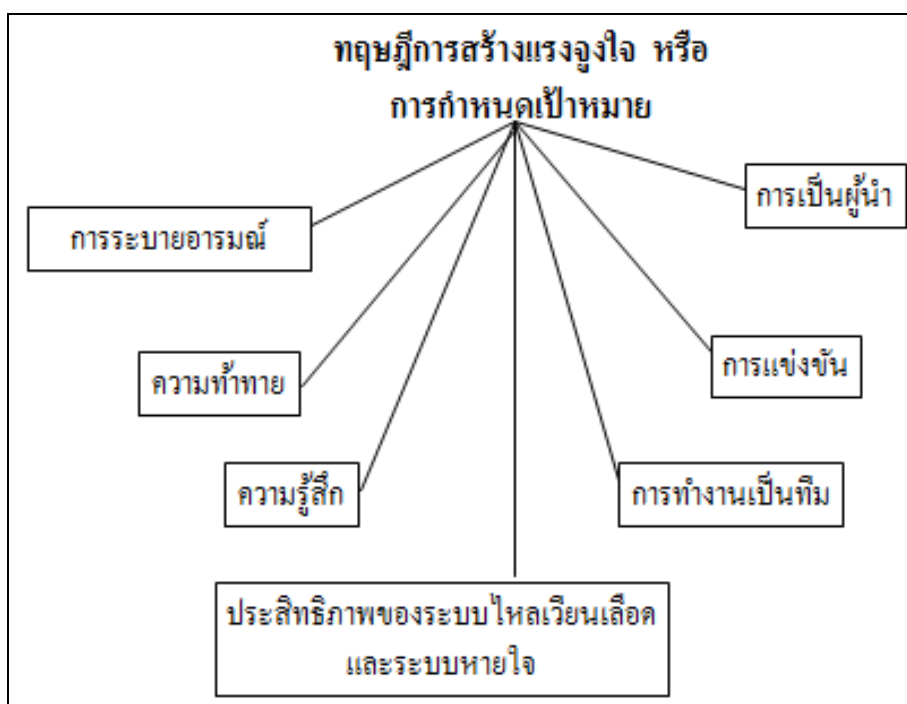 ทฤษฎีการสร้างแรงจูงใจ หรือ
การกำหนดเป้าหมาย
การเป็นผู้นำ
การระบายอารมณ์
การแข่งขัน
ความท้าทาย
ความรู้สึก
การทำงานเป็นทีม
ประสิทธิภาพของระบบไหลเวียนเลือด
และระบบหายใจ